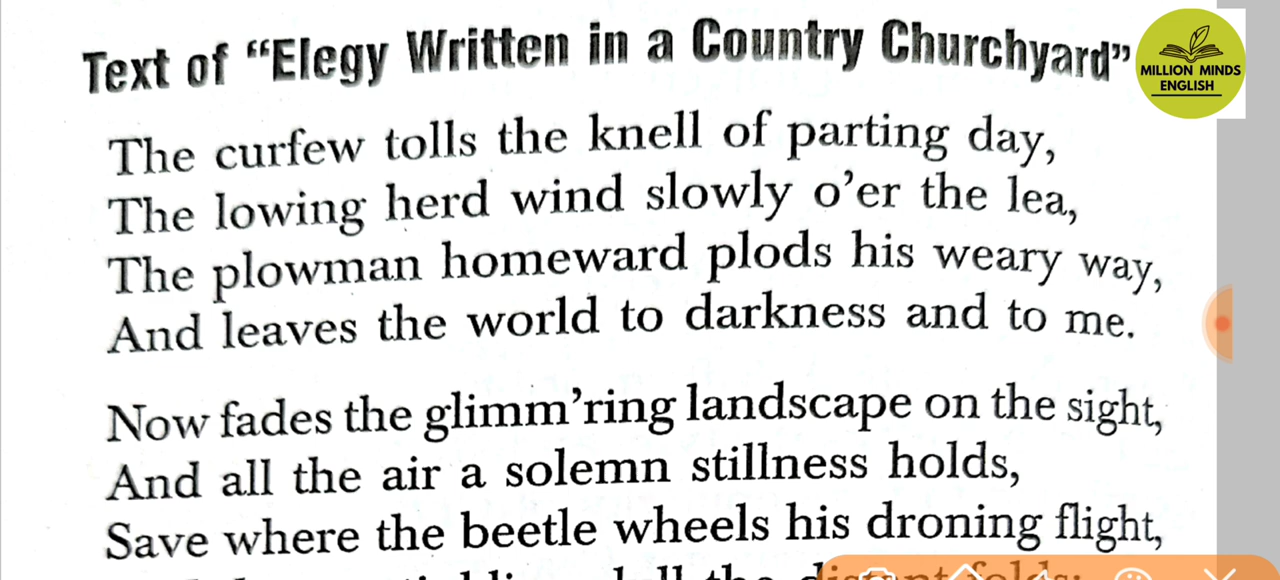 Text of “Elegy Written in a Country Churchyard”
MILLION MINDS
ENGLISH
The curfew tolls the knell of parting day,
The lowing herd wind slowly o’er the lea,
The plowman homeward plods his weary way,
And leaves the world to darkness and to me.
Now fades the glimm’ring landscape on the sight,
And all the air a solemn stillness holds,
Save where the beetle wheels his droning flight,